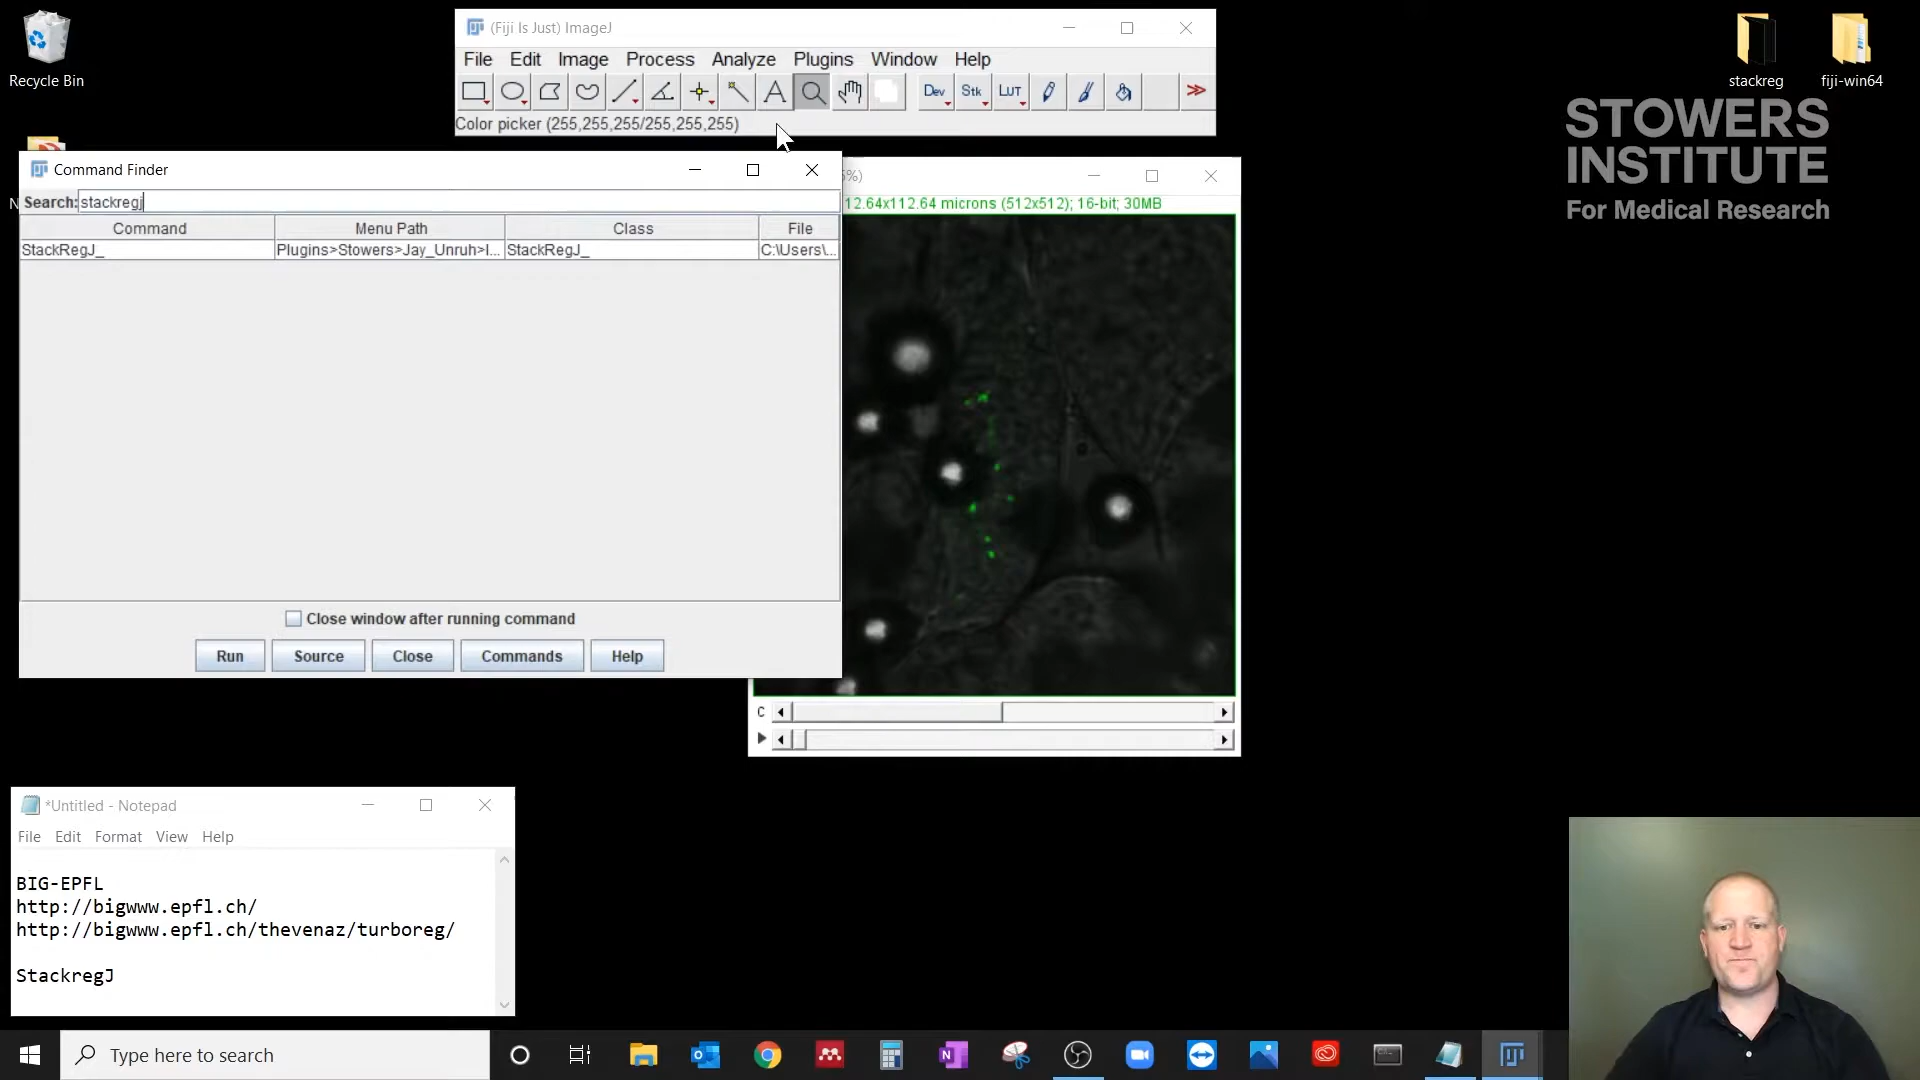 Recycle Bin
(Fiji Is Just) ImageJ
File Edit Image Process Analyze Plugins Window Help
Dev Stk LUT
Color picker (255,255,255/255,255,255)
stackreg
fiji-win64
STOWERS
INSTITUTE
For Medical Research
Command Finder
Search: stackregj
Command Menu Path Class File
StackRegJ_ Plugins>Stowers>Jay_Unruh>I... StackRegJ_ C:\Users\...
Close window after running command
Run Source Close Commands Help
12.64x112.64 microns (512x512); 16-bit; 30MB
C
*Untitled - Notepad
File Edit Format View Help
BIG-EPFL
http://bigwww.epfl.ch/
http://bigwww.epfl.ch/thevenaz/turboreg/
StackregJ
Type here to search